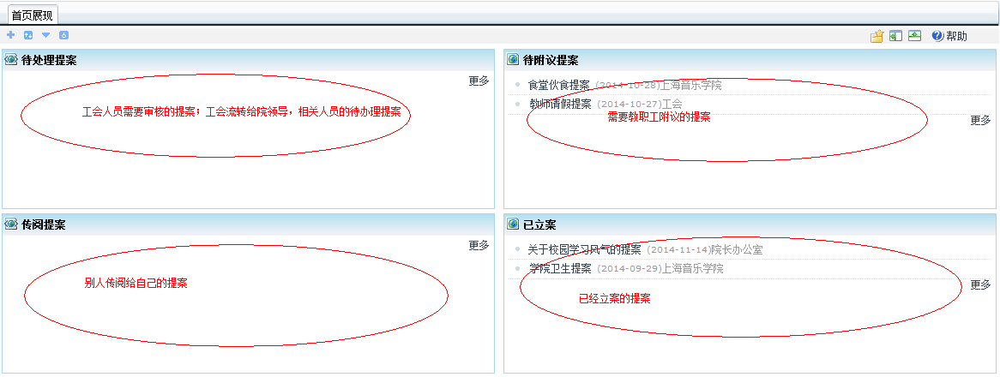 首页展现
帮助
待处理提案
更多
工会人员需要审核的提案；工会流转给院领导，相关人员的待办理提案
待附议提案
食堂伙食提案 (2014-10-28)上海音乐学院
教师请假提案 (2014-10-27)工会
需要教职工附议的提案
更多
传阅提案
更多
别人传阅给自己的提案
已立案
关于校园学习风气的提案 (2014-11-14)院长办公室
学院卫生提案 (2014-09-29)上海音乐学院
更多
已经立案的提案